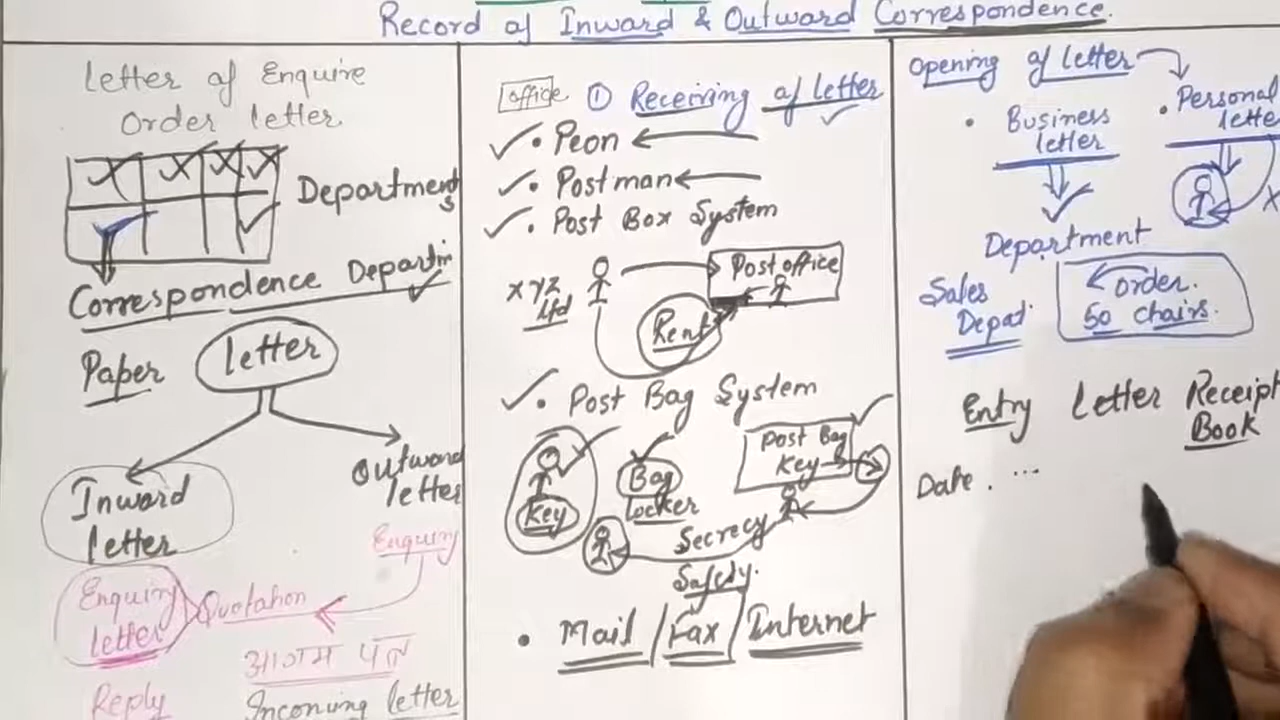 Record of Inward & Outward Correspondence.
Letter of Enquire
Order letter
Departments
Correspondence Departm
Paper
letter
Inward
letter
Outward
letter
Enquiry
Enquiry
letter
Quotation
आगम पत्र
Reply
Incoming letter
office
① Receiving of letter
• Peon
• Postman
• Post Box System
XYZ
Ltd
Post office
Rent
• Post Bag System
Key
Bag
Locker
Post Bag
Key
Secrecy
Safety.
• Mail / Fax / Internet
Opening of letter
• Business
letter
• Personal
letter
Department
Sales
Depat.
order.
50 chairs.
Entry Letter Receipt
Book
Date. ...